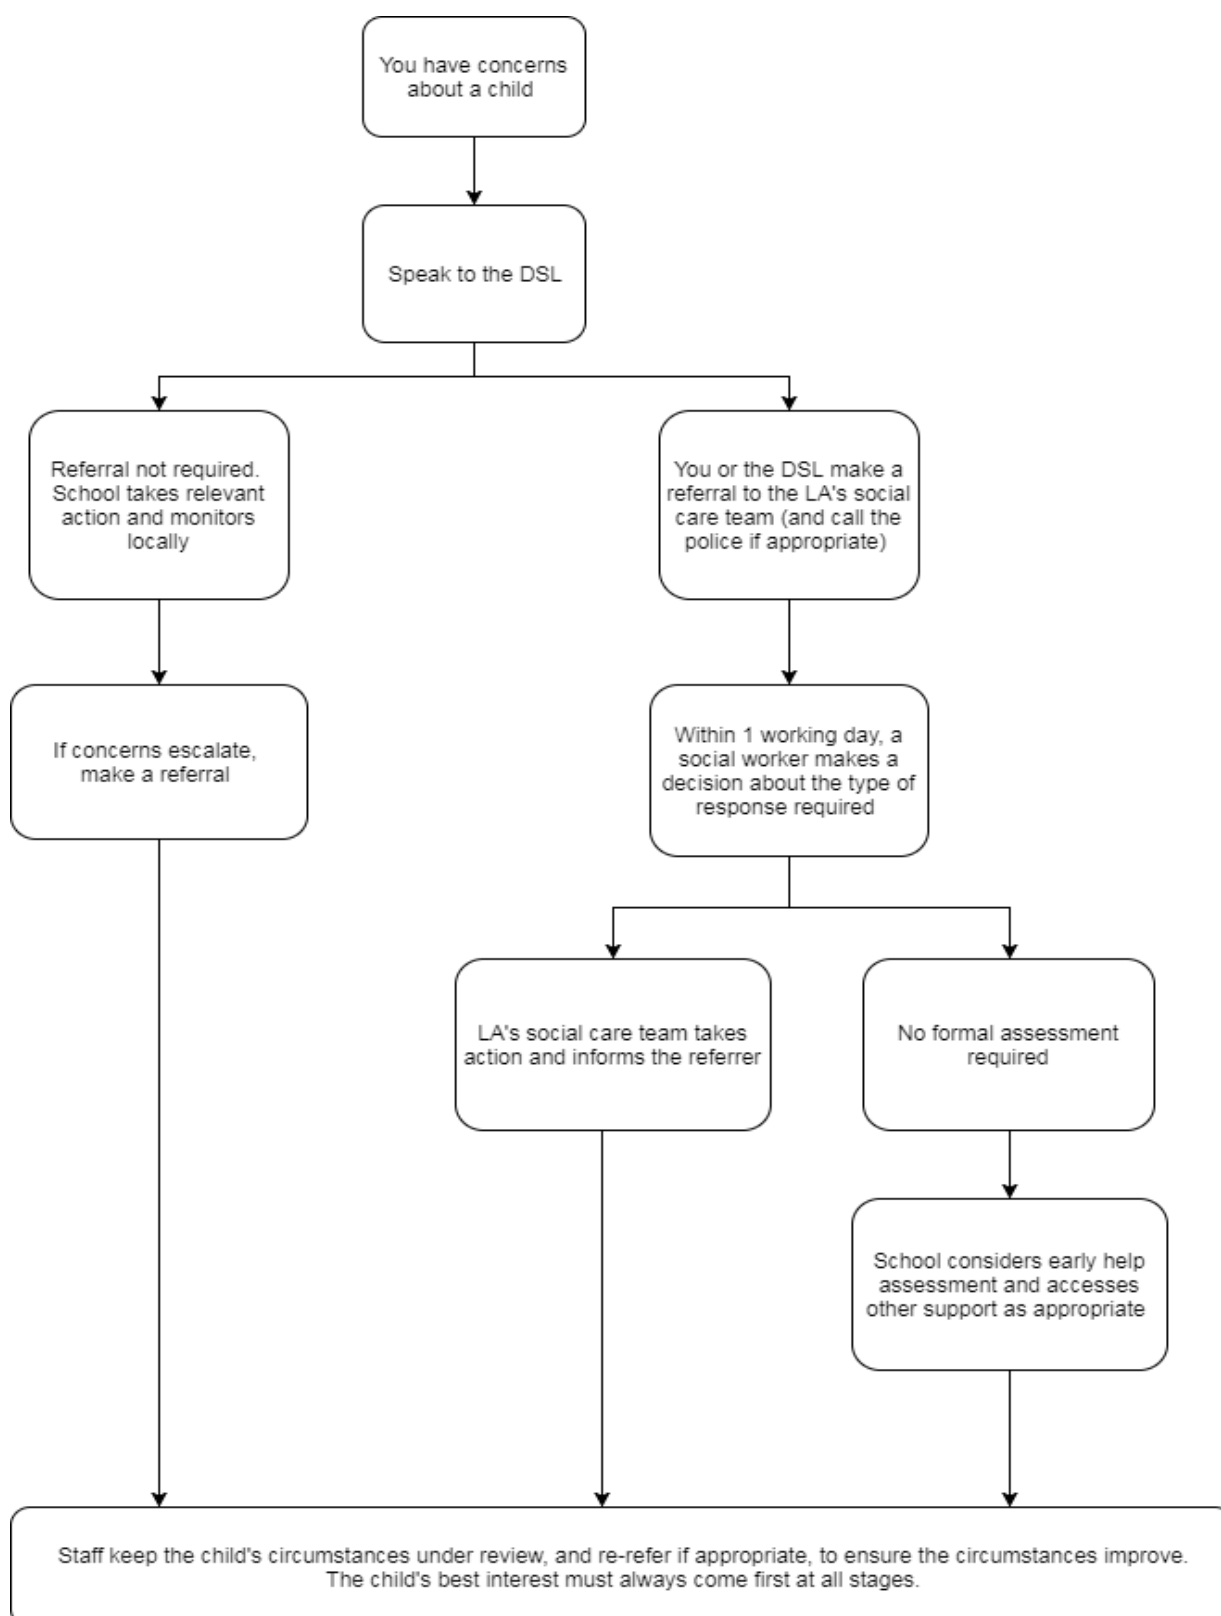 You have concerns
about a child
Speak to the DSL
Referral not required.
School takes relevant
action and monitors
locally
You or the DSL make a
referral to the LA's social
care team (and call the
police if appropriate)
If concerns escalate,
make a referral
Within 1 working day, a
social worker makes a
decision about the type of
response required
LA's social care team takes
action and informs the referrer
No formal assessment
required
School considers early help
assessment and accesses
other support as appropriate
Staff keep the child's circumstances under review, and re-refer if appropriate, to ensure the circumstances improve.
The child's best interest must always come first at all stages.